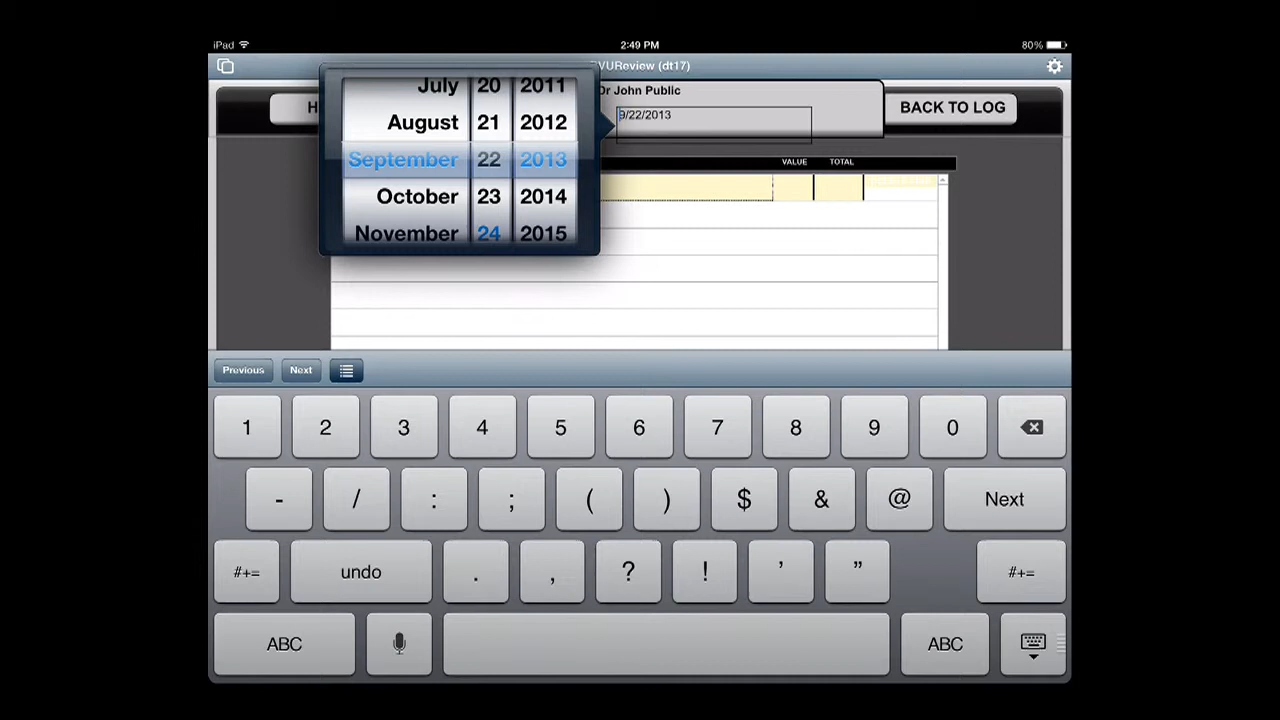 iPad 2:49 PM 80%
VUReview (dt17)
H Dr John Public BACK TO LOG
9/22/2013
July 20 2011
August 21 2012
September 22 2013
October 23 2014
November 24 2015
VALUE TOTAL
Previous Next
1 2 3 4 5 6 7 8 9 0
- / : ; ( ) $ & @ Next
#+= undo . , ? ! ' " #+=
ABC ABC